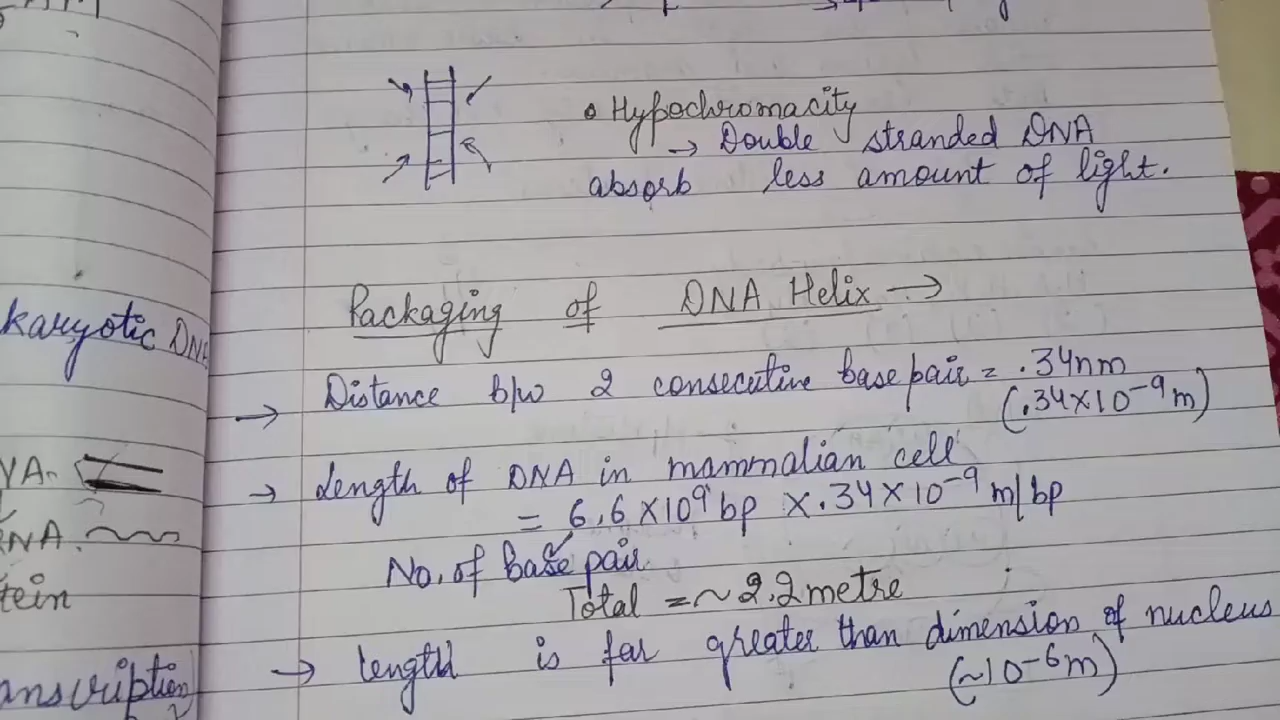 • Hypochromacity
→ Double stranded DNA
absorb less amount of light.
Packaging of DNA Helix →
karyotic DNA
→ Distance b/w 2 consecutive base pair = .34nm
(.34×10⁻⁹m)
→ Length of DNA in mammalian cell
= 6.6×10⁹ bp ×.34×10⁻⁹ m/bp
No. of base pair
tein
Total = ~2.2 metre
→ length is far greater than dimension of nucleus
(~10⁻⁶m)
anscription